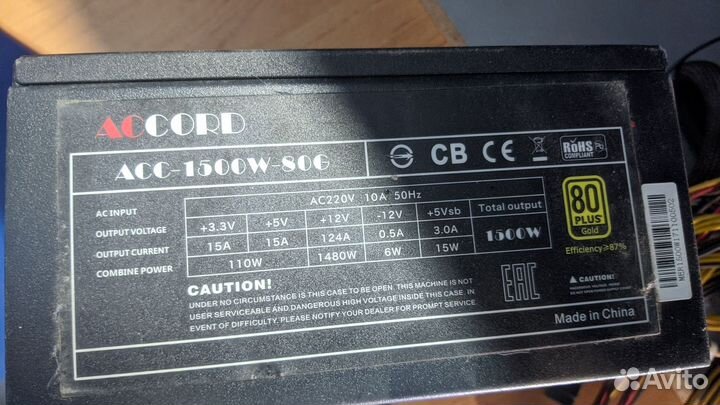 ACCORD
ACC-1500W-80G
CB CE RoHS
COMPLIANT Pb
AC INPUT AC220V 10A 50Hz
OUTPUT VOLTAGE +3.3V +5V +12V -12V +5Vsb Total output
OUTPUT CURRENT 15A 15A 124A 0.5A 3.0A 1500W
COMBINE POWER 110W 1480W 6W 15W
80
PLUS
Gold
Efficiency≥87%
CAUTION!
UNDER NO CIRCUMSTANCE IS THIS CASE TO BE OPEN. THIS MACHINE IS NO
USER SERVICEABLE AND DANGEROUS HIGH VOLTAGE INSIDE THIS CASE. IN
EVENT OF DIFFICULTY. PLEASE NOTIFY YOUR DEALER FOR PROMPT SERVICE
EAC
CAUTION!
Made in China
Avito